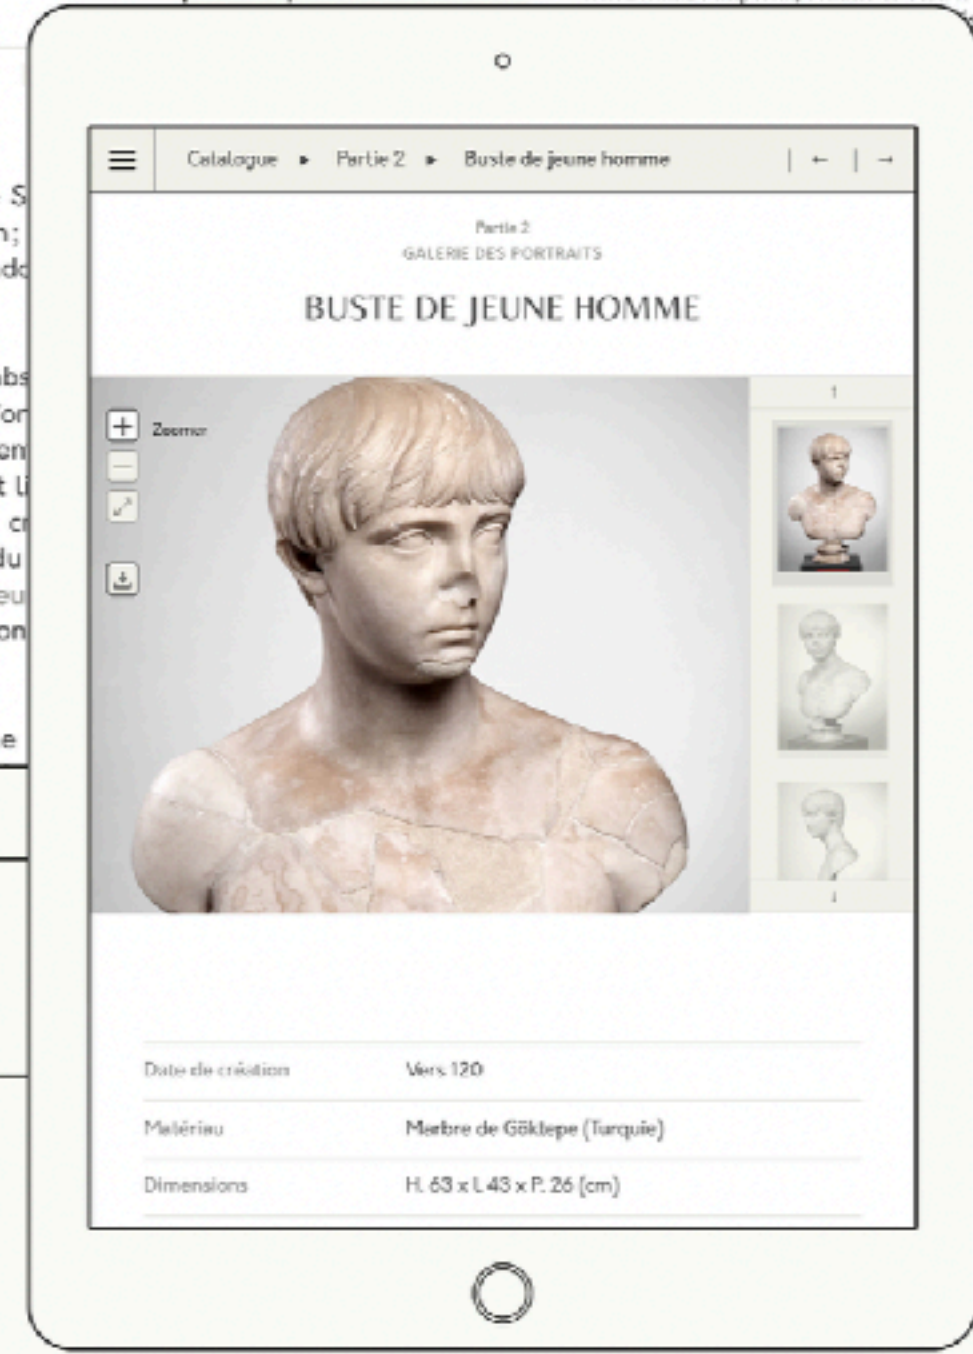 Catalogue ▸ Partie 2 ▸ Buste de jeune homme | ← | →
Partie 2
GALERIE DES PORTRAITS
BUSTE DE JEUNE HOMME
Zoomer
Date de création Vers 120
Matériau Marbre de Göktepe (Turquie)
Dimensions H. 63 x L 43 x P. 26 (cm)